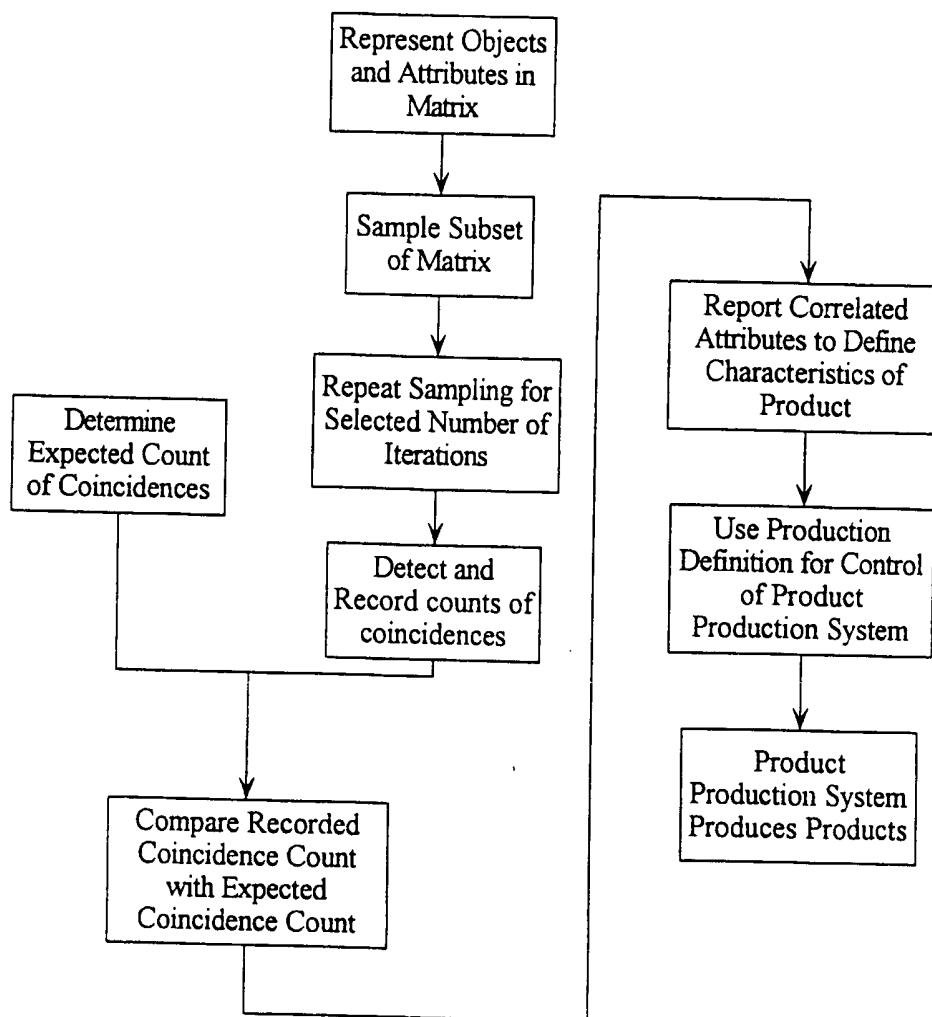 Represent Objects
and Attributes in
Matrix
Sample Subset
of Matrix
Repeat Sampling for
Selected Number of
Iterations
Determine
Expected Count
of Coincidences
Detect and
Record counts of
coincidences
Compare Recorded
Coincidence Count
with Expected
Coincidence Count
Report Correlated
Attributes to Define
Characteristics of
Product
Use Production
Definition for Control
of Product
Production System
Product
Production System
Produces Products